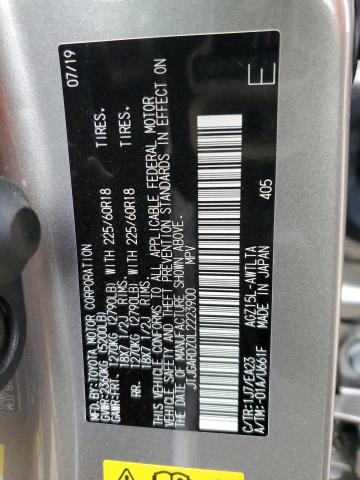 07/19
MFD. BY:TOYOTA MOTOR CORPORATION
GVWR:2360KG (5200LB)
GAWR:FRT. 1270KG (2790LB) WITH 225/60R18 TIRES.
18X7 1/2J RIMS.
RR. 1270KG (2790LB) WITH 225/60R18 TIRES.
18X7 1/2J RIMS.
THIS VEHICLE CONFORMS TO ALL APPLICABLE FEDERAL MOTOR
VEHICLE SAFETY, AND THEFT PREVENTION STANDARDS IN EFFECT ON
THE DATE OF MANUFACTURE SHOWN ABOVE.
MPV
E
C/TR:1J7/EA23 AGZ15L-AWTLTA 405
A/TM:-01A/U661F MADE IN JAPAN